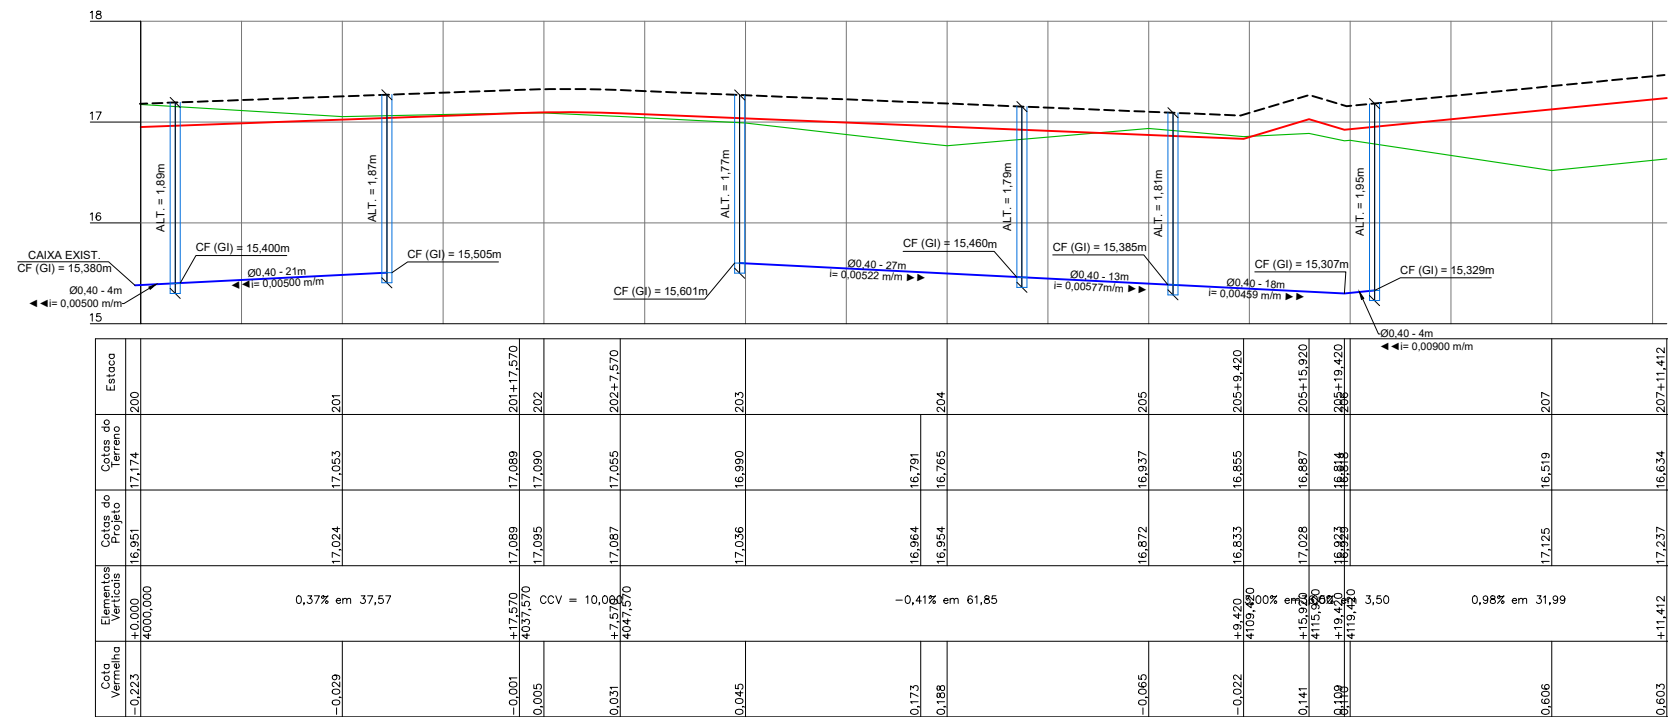 18
17
16
15
ALT. = 1,89m
ALT. = 1,87m
ALT. = 1,77m
ALT. = 1,79m
ALT. = 1,81m
ALT. = 1,95m
CAIXA EXIST.
CF (GI) = 15,380m
Ø0,40 - 4m
◄◄i= 0,00500 m/m
CF (GI) = 15,400m
Ø0,40 - 21m
◄◄i= 0,00500 m/m
CF (GI) = 15,505m
CF (GI) = 15,601m
Ø0,40 - 27m
i= 0,00522 m/m ►►
CF (GI) = 15,460m
Ø0,40 - 13m
i= 0,00577m/m ►►
CF (GI) = 15,385m
Ø0,40 - 18m
i= 0,00459 m/m ►►
CF (GI) = 15,307m
CF (GI) = 15,329m
Ø0,40 - 4m
◄◄i= 0,00900 m/m
Estaca
200
201
201+17,570
202
202+7,570
203
204
205
205+9,420
205+15,920
205+19,420
207
207+11,412
Cotas do
Terreno
17,174
17,053
17,089
17,090
17,055
16,990
16,791
16,765
16,937
16,855
16,887
16,814
16,519
16,634
Cotas do
Projeto
16,951
17,024
17,089
17,095
17,087
17,036
16,964
16,954
16,872
16,833
17,028
16,923
17,125
17,237
Elementos
Verticais
+0,000
4000,000
0,37% em 37,57
+17,570
4037,570
CCV = 10,000
+7,570
4047,570
-0,41% em 61,85
+9,420
4109,420
+15,920
4115,920
+19,420
4119,420
3,50
0,98% em 31,99
+11,412
Cota
Vermelha
-0,223
-0,029
-0,001
0,005
0,031
0,045
0,173
0,188
-0,065
-0,022
0,141
0,109
0,110
0,606
0,603